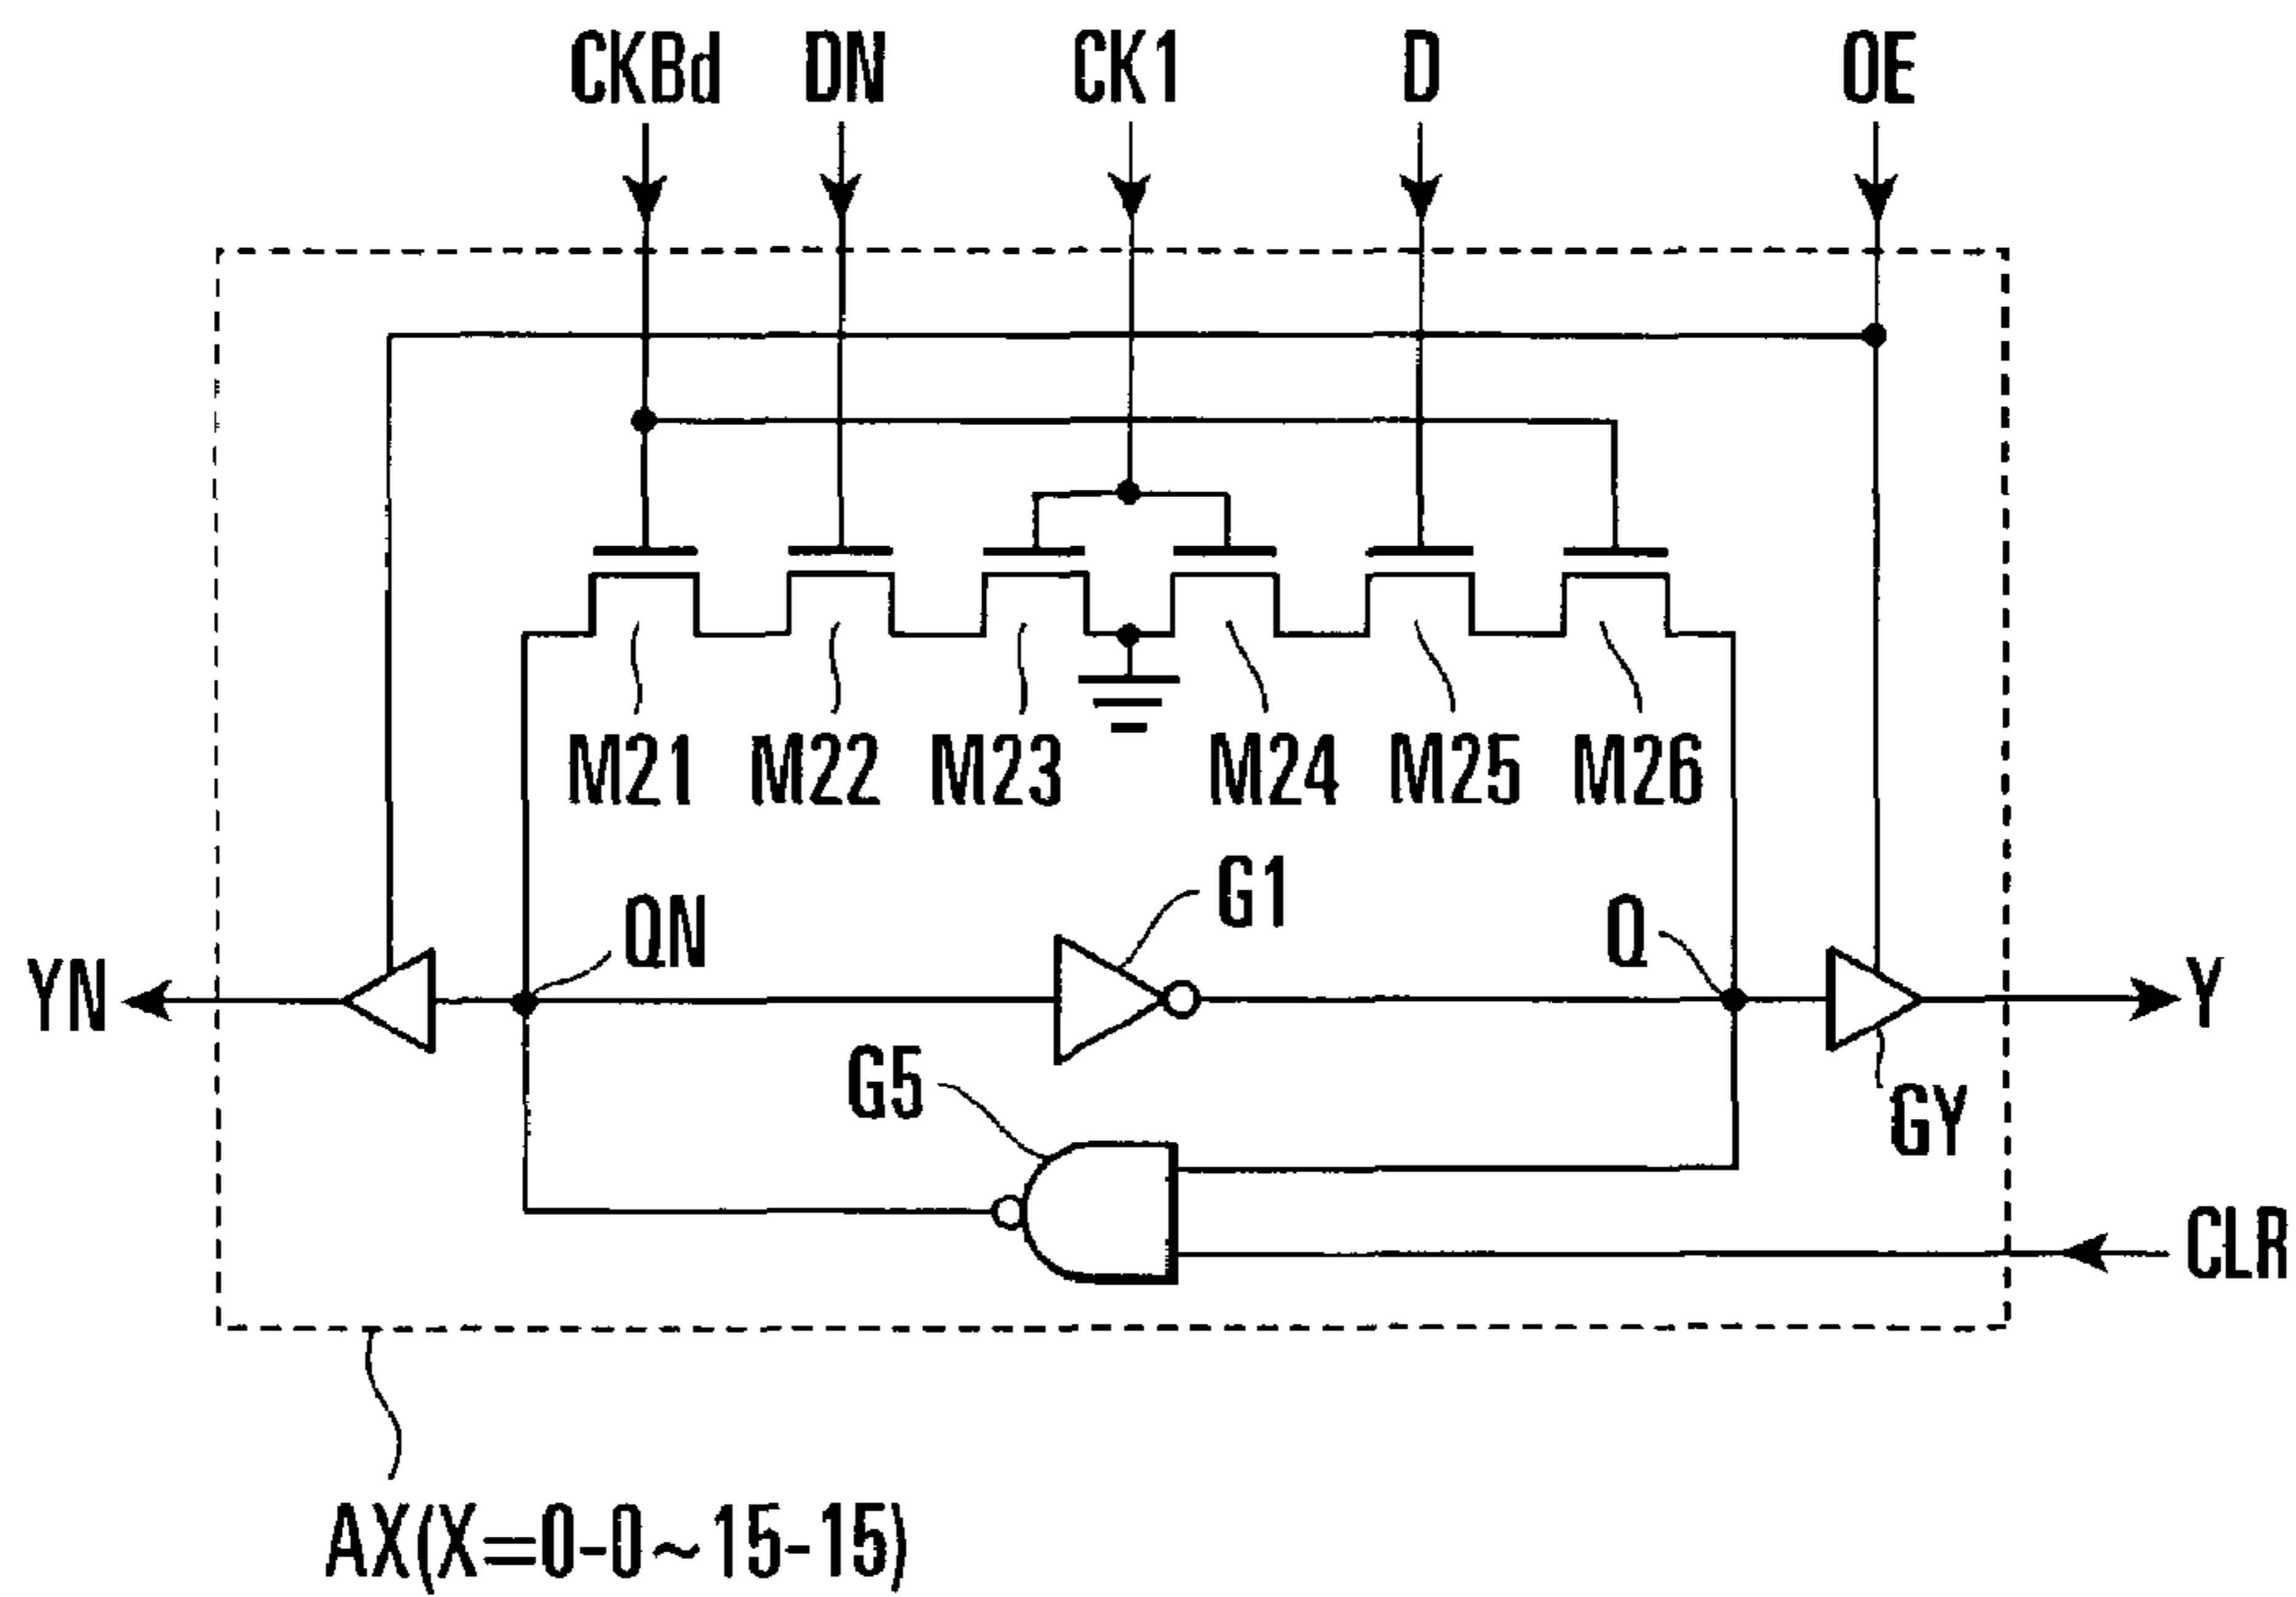 CKBd DN CK1 D OE
M21 M22 M23 M24 M25 M26
G1
QN Q
YN Y
G5
GY
CLR
AX(X=0-0~15-15)